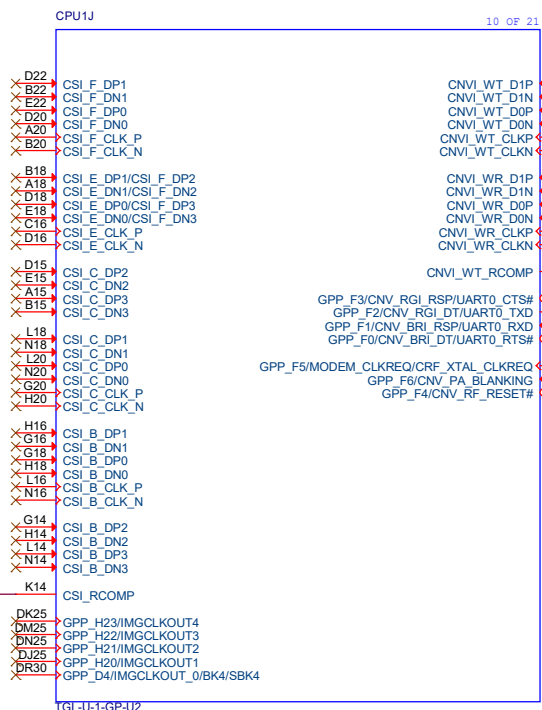 CPU1J
10 OF 21
D22 CSI_F_DP1
B22 CSI_F_DN1
E22 CSI_F_DP0
D20 CSI_F_DN0
A20 CSI_F_CLK_P
B20 CSI_F_CLK_N
B18 CSI_E_DP1/CSI_F_DP2
A18 CSI_E_DN1/CSI_F_DN2
D18 CSI_E_DP0/CSI_F_DP3
E18 CSI_E_DN0/CSI_F_DN3
C16 CSI_E_CLK_P
D16 CSI_E_CLK_N
D15 CSI_C_DP2
E15 CSI_C_DN2
A15 CSI_C_DP3
B15 CSI_C_DN3
L18 CSI_C_DP1
N18 CSI_C_DN1
L20 CSI_C_DP0
N20 CSI_C_DN0
G20 CSI_C_CLK_P
H20 CSI_C_CLK_N
H16 CSI_B_DP1
G16 CSI_B_DN1
G18 CSI_B_DP0
H18 CSI_B_DN0
L16 CSI_B_CLK_P
N16 CSI_B_CLK_N
G14 CSI_B_DP2
H14 CSI_B_DN2
L14 CSI_B_DP3
N14 CSI_B_DN3
K14 CSI_RCOMP
DK25 GPP_H23/IMGCLKOUT4
DM25 GPP_H22/IMGCLKOUT3
DN25 GPP_H21/IMGCLKOUT2
DJ25 GPP_H20/IMGCLKOUT1
DR30 GPP_D4/IMGCLKOUT_0/BK4/SBK4
CNVI_WT_D1P
CNVI_WT_D1N
CNVI_WT_D0P
CNVI_WT_D0N
CNVI_WT_CLKP
CNVI_WT_CLKN
CNVI_WR_D1P
CNVI_WR_D1N
CNVI_WR_D0P
CNVI_WR_D0N
CNVI_WR_CLKP
CNVI_WR_CLKN
CNVI_WT_RCOMP
GPP_F3/CNV_RGI_RSP/UART0_CTS#
GPP_F2/CNV_RGI_DT/UART0_TXD
GPP_F1/CNV_BRI_RSP/UART0_RXD
GPP_F0/CNV_BRI_DT/UART0_RTS#
GPP_F5/MODEM_CLKREQ/CRF_XTAL_CLKREQ
GPP_F6/CNV_PA_BLANKING
GPP_F4/CNV_RF_RESET#
TGL-U-1-GP-U2